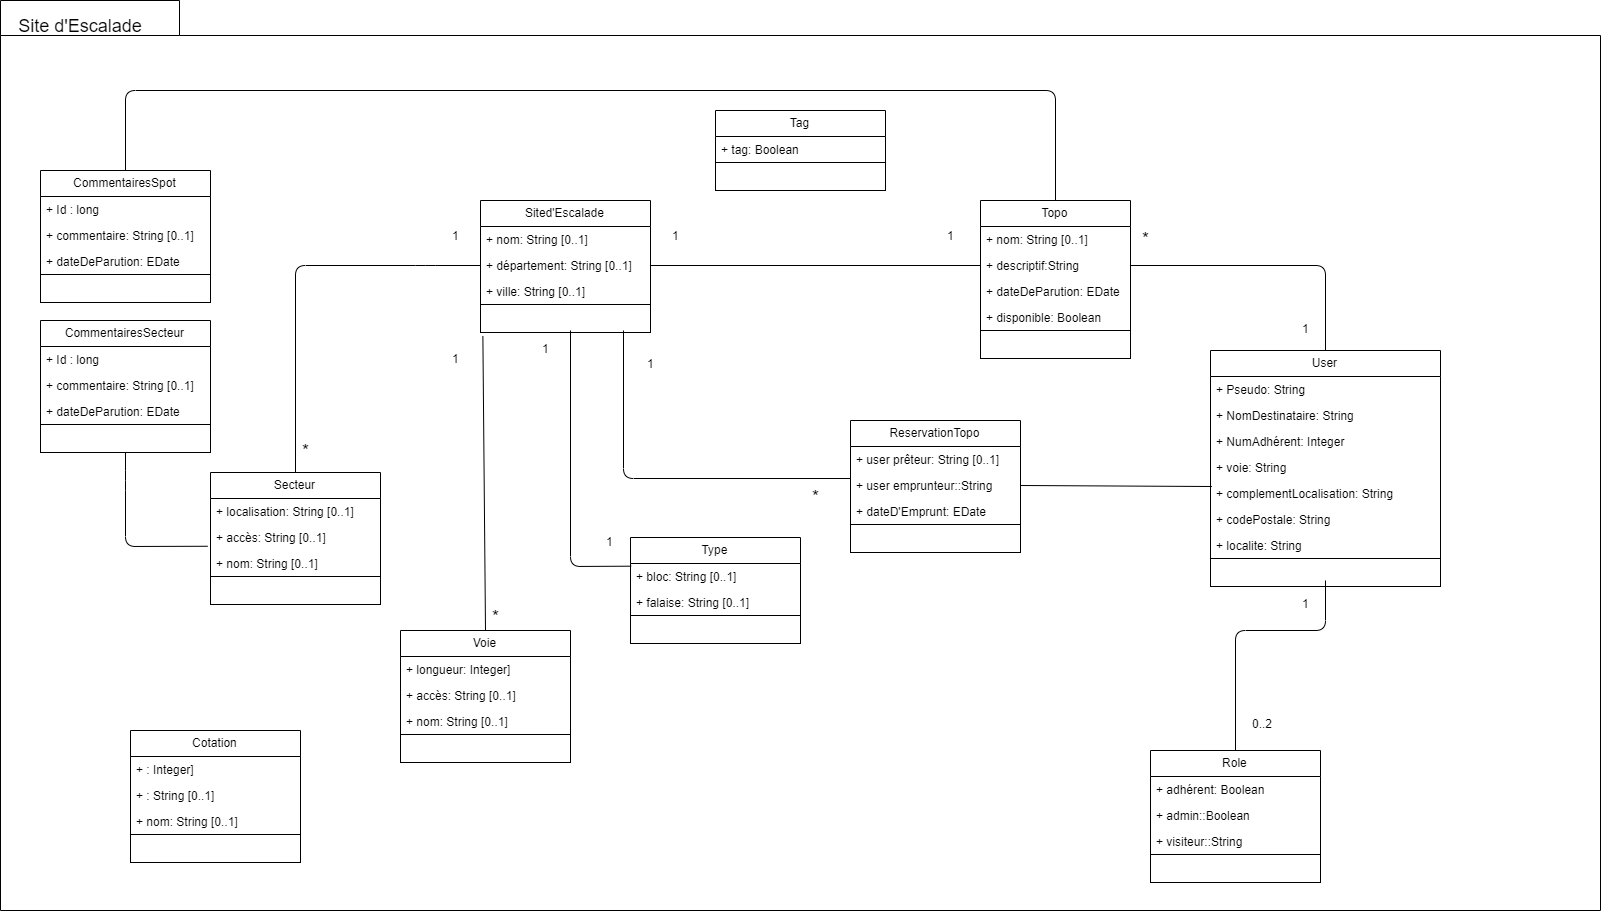 Site d'Escalade
Tag
+ tag: Boolean
CommentairesSpot
+ Id : long
+ commentaire: String [0..1]
+ dateDeParution: EDate
1
Sited'Escalade
+ nom: String [0..1]
+ département: String [0..1]
+ ville: String [0..1]
1
1
Topo
+ nom: String [0..1]
+ descriptif:String
+ dateDeParution: EDate
+ disponible: Boolean
*
1
CommentairesSecteur
+ Id : long
+ commentaire: String [0..1]
+ dateDeParution: EDate
1
1
1
User
+ Pseudo: String
+ NomDestinataire: String
+ NumAdhérent: Integer
+ voie: String
+ complementLocalisation: String
+ codePostale: String
+ localite: String
ReservationTopo
+ user prêteur: String [0..1]
+ user emprunteur::String
+ dateD'Emprunt: EDate
*
*
Secteur
+ localisation: String [0..1]
+ accès: String [0..1]
+ nom: String [0..1]
1
Type
+ bloc: String [0..1]
+ falaise: String [0..1]
*
1
Voie
+ longueur: Integer]
+ accès: String [0..1]
+ nom: String [0..1]
0..2
Cotation
+ : Integer]
+ : String [0..1]
+ nom: String [0..1]
Role
+ adhérent: Boolean
+ admin::Boolean
+ visiteur::String